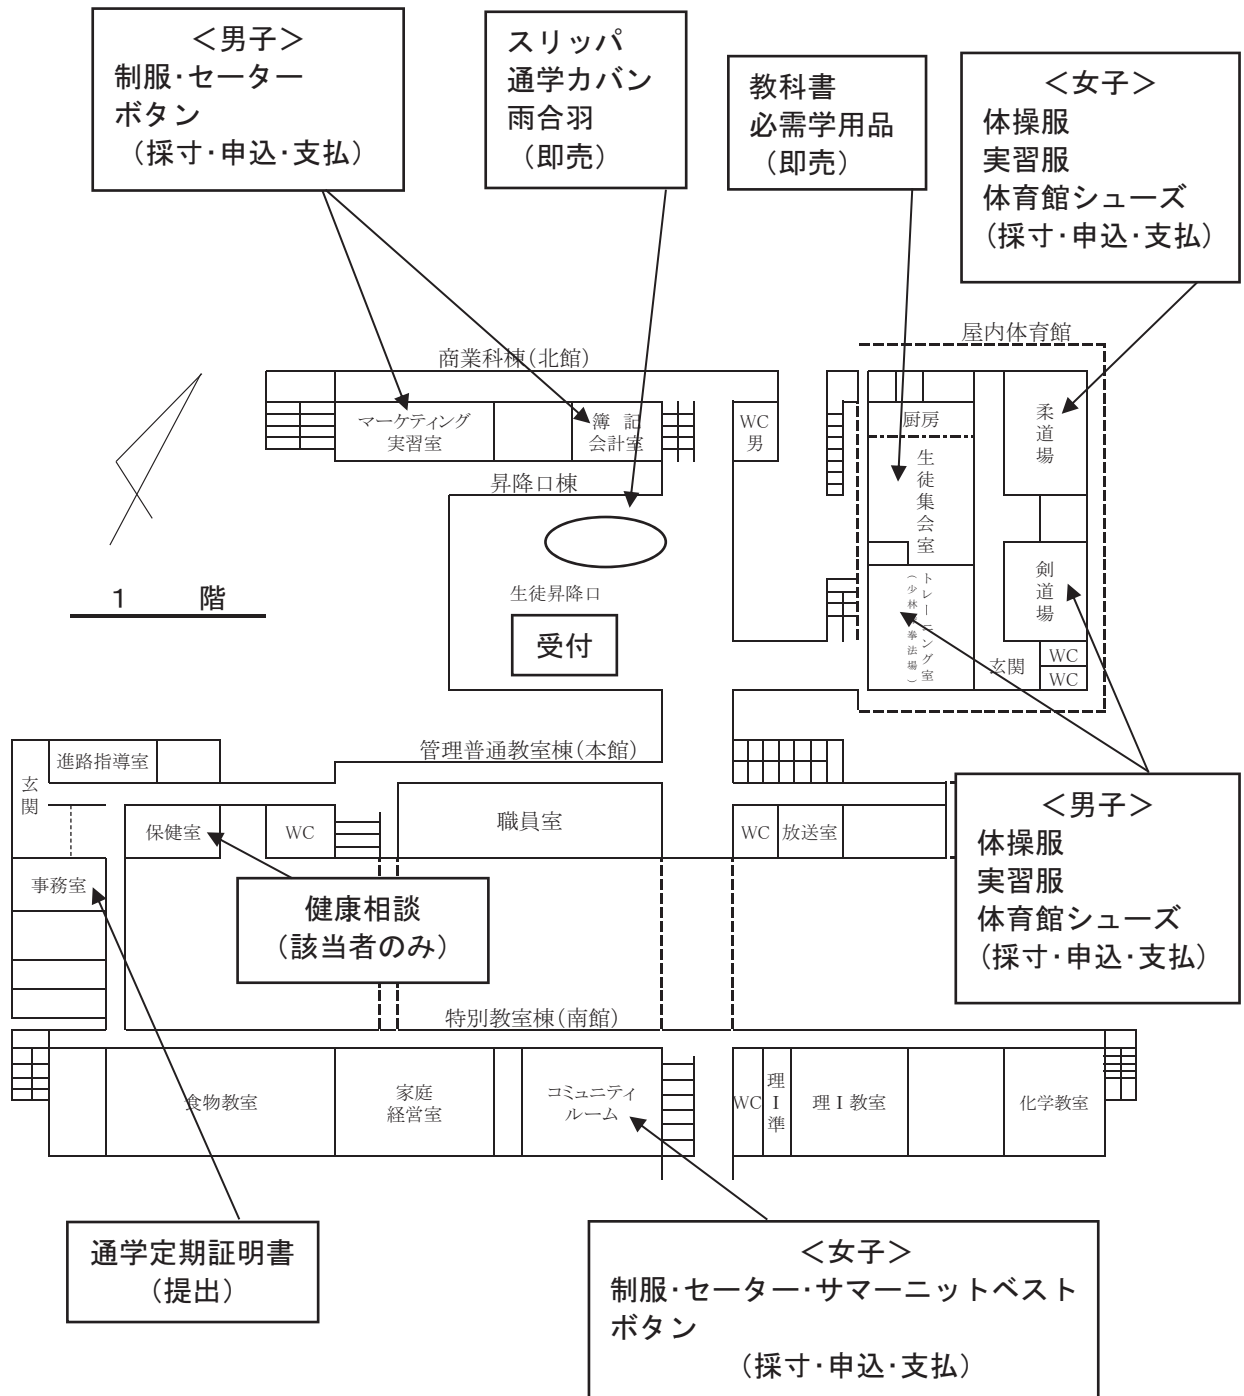 ＜男子＞
制服・セーター
ボタン
（採寸・申込・支払）
スリッパ
通学カバン
雨合羽
（即売）
教科書
必需学用品
（即売）
＜女子＞
体操服
実習服
体育館シューズ
（採寸・申込・支払）
屋内体育館
商業科棟（北館）
マーケティング
実習室
簿 記
会計室
WC
男
厨房
生徒集会室
柔道場
昇降口棟
生徒昇降口
受付
１ 階
剣道場
トレーニング室
玄関
WC
WC
管理普通教室棟（本館）
進路指導室
玄関
保健室
WC
職員室
WC
放送室
事務室
健康相談
（該当者のみ）
＜男子＞
体操服
実習服
体育館シューズ
（採寸・申込・支払）
特別教室棟（南館）
食物教室
家庭
経営室
コミュニティ
ルーム
WC
理Ⅰ準
理Ⅰ教室
化学教室
通学定期証明書
（提出）
＜女子＞
制服・セーター・サマーニットベスト
ボタン
（採寸・申込・支払）